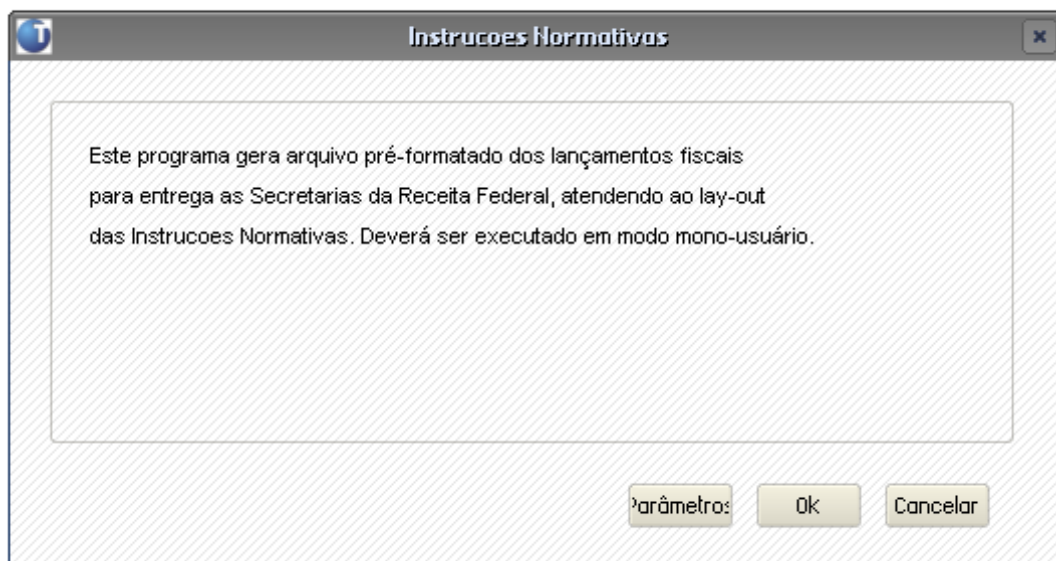 Instrucoes Normativas
Este programa gera arquivo pré-formatado dos lançamentos fiscais
para entrega as Secretarias da Receita Federal, atendendo ao lay-out
das Instrucoes Normativas. Deverá ser executado em modo mono-usuário.
Parâmetros Ok Cancelar